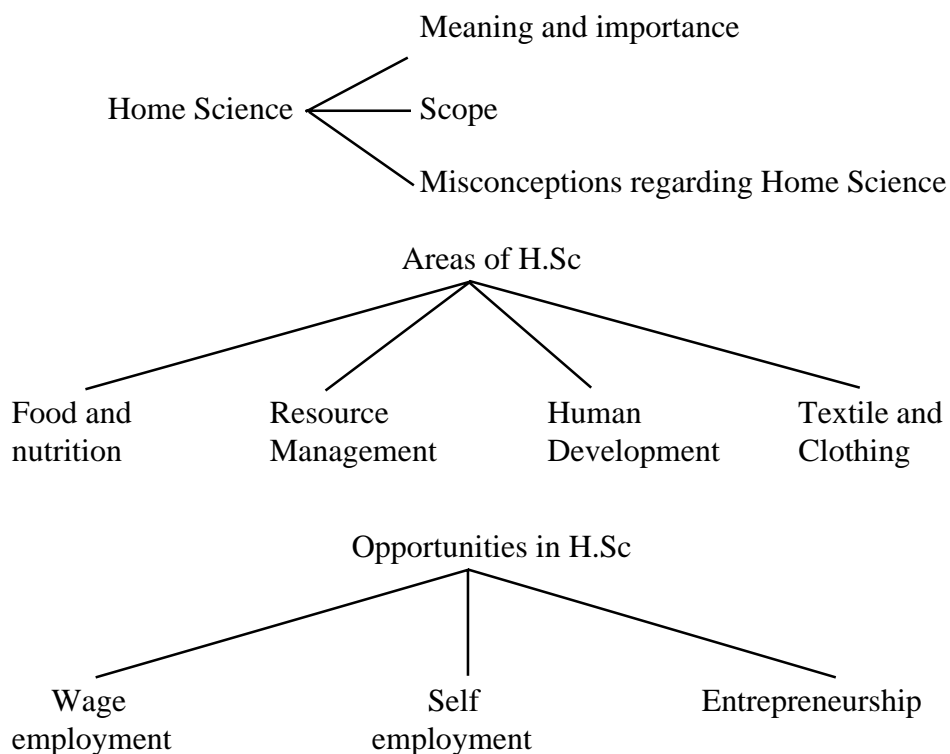 Meaning and importance
Home Science
Scope
Misconceptions regarding Home Science
Areas of H.Sc
Food and
nutrition
Resource
Management
Human
Development
Textile and
Clothing
Opportunities in H.Sc
Wage
employment
Self
employment
Entrepreneurship